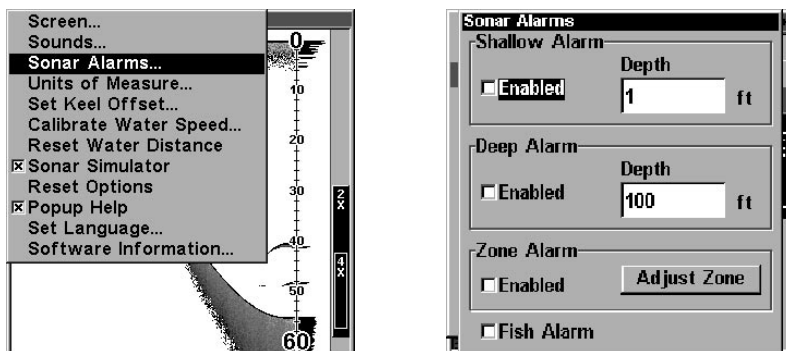 Screen...
Sounds...
Sonar Alarms...
Units of Measure...
Set Keel Offset...
Calibrate Water Speed...
Reset Water Distance
Sonar Simulator
Reset Options
Popup Help
Set Language...
Software Information...
0
10
20
30
40
50
60
2X
4X
Sonar Alarms
Shallow Alarm
Depth
Enabled
1 ft
Deep Alarm
Depth
Enabled
100 ft
Zone Alarm
Enabled
Adjust Zone
Fish Alarm